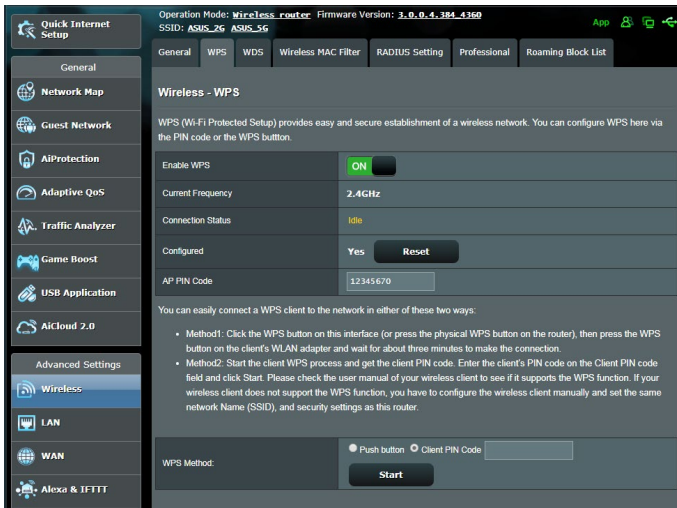 Quick Internet
Setup
General
Network Map
Guest Network
AiProtection
Adaptive QoS
Traffic Analyzer
Game Boost
USB Application
AiCloud 2.0
Advanced Settings
Wireless
LAN
WAN
Alexa & IFTTT
Operation Mode: Wireless router Firmware Version: 3.0.0.4.384_4360
SSID: ASUS_2G ASUS_5G
App
General WPS WDS Wireless MAC Filter RADIUS Setting Professional Roaming Block List
Wireless - WPS
WPS (Wi-Fi Protected Setup) provides easy and secure establishment of a wireless network. You can configure WPS here via
the PIN code or the WPS buttton.
Enable WPS ON
Current Frequency 2.4GHz
Connection Status Idle
Configured Yes Reset
AP PIN Code 12345670
You can easily connect a WPS client to the network in either of these two ways:
• Method1: Click the WPS button on this interface (or press the physical WPS button on the router), then press the WPS
button on the client's WLAN adapter and wait for about three minutes to make the connection.
• Method2: Start the client WPS process and get the client PIN code. Enter the client's PIN code on the Client PIN code
field and click Start. Please check the user manual of your wireless client to see if it supports the WPS function. If your
wireless client does not support the WPS function, you have to configure the wireless client manually and set the same
network Name (SSID), and security settings as this router.
WPS Method: Push button Client PIN Code
Start